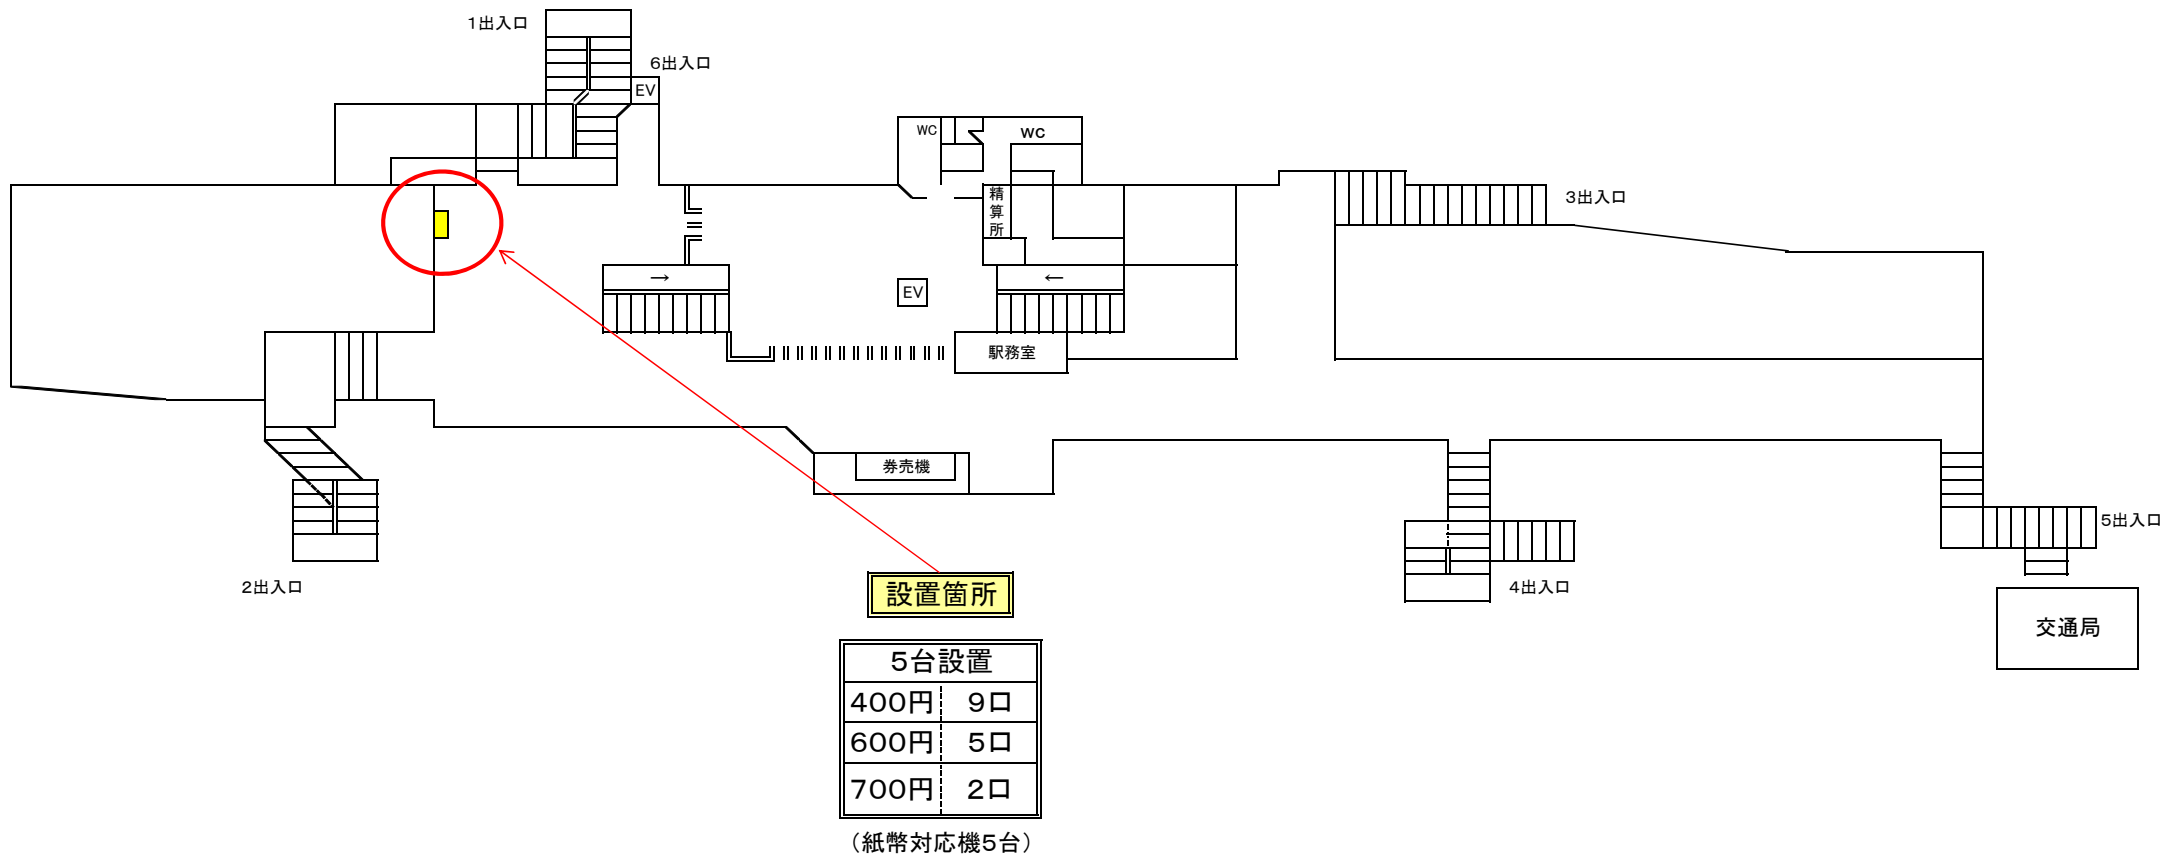 1出入口
6出入口
EV
WC
WC
精算所
3出入口
→
←
EV
駅務室
券売機
5出入口
2出入口
4出入口
設置箇所
交通局
5台設置
400円 9口
600円 5口
700円 2口
（紙幣対応機5台）